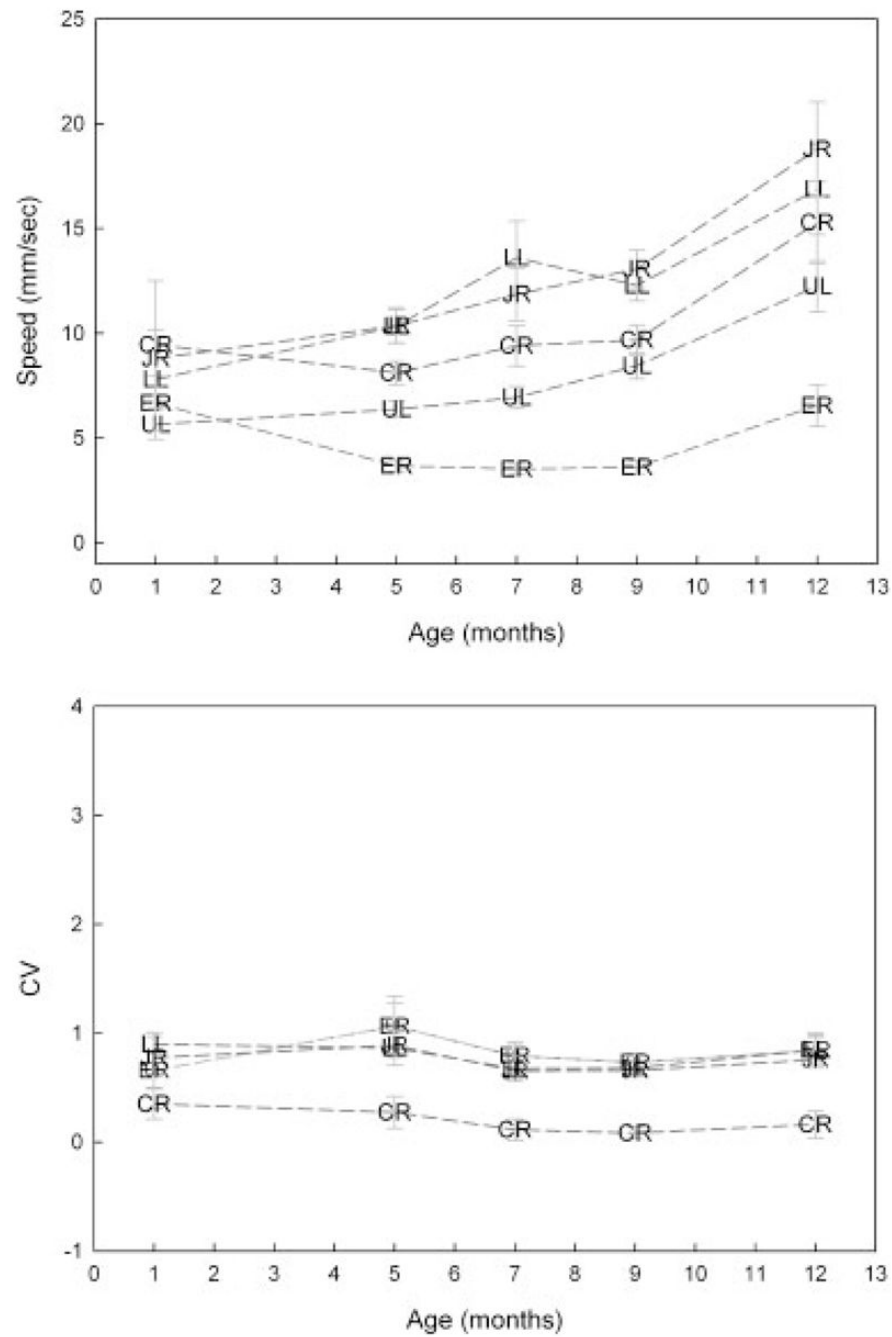 25
20
15
10
5
0
Speed (mm/sec)
JR
LL
CR
UL
ER
LL
JR
CR
UL
ER
JR
LL
CR
UL
ER
CR
UL
ER
CR
JR
LL
ER
UL
0 1 2 3 4 5 6 7 8 9 10 11 12 13
Age (months)
4
3
2
1
0
-1
CV
LL
JR
ER
CR
ER
JR
CR
ER
CR
ER
CR
ER
JR
CR
0 1 2 3 4 5 6 7 8 9 10 11 12 13
Age (months)